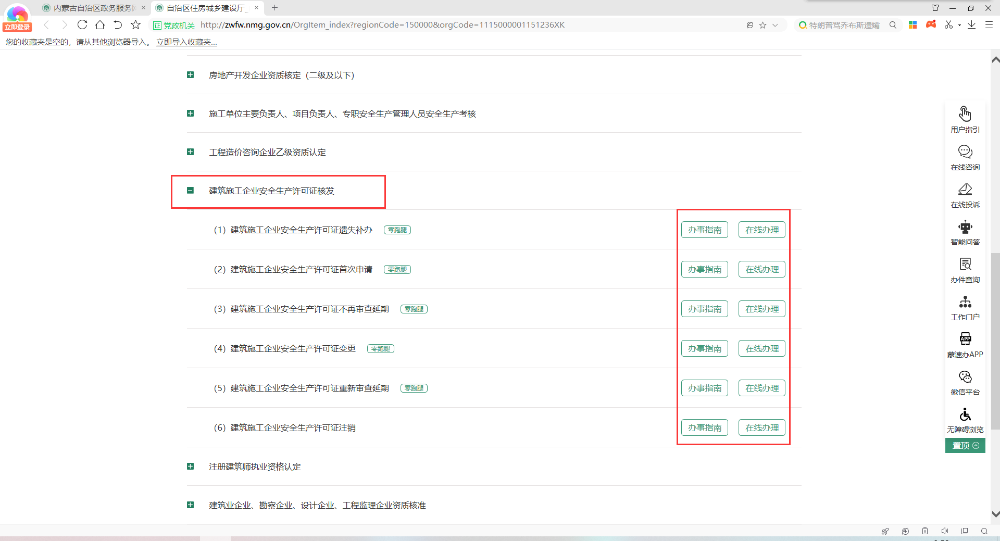 内蒙古自治区政务服务网
自治区住房城乡建设厅_
立即登录
证 党政机关 http://zwfw.nmg.gov.cn/OrgItem_index?regionCode=150000&orgCode=1115000001151236XK
特朗普骂乔布斯遗孀
您的收藏夹是空的，请从其他浏览器导入。 立即导入收藏夹...
房地产开发企业资质核定（二级及以下）
施工单位主要负责人、项目负责人、专职安全生产管理人员安全生产考核
工程造价咨询企业乙级资质认定
建筑施工企业安全生产许可证核发
（1）建筑施工企业安全生产许可证遗失补办 零跑腿 办事指南 在线办理
（2）建筑施工企业安全生产许可证首次申请 零跑腿 办事指南 在线办理
（3）建筑施工企业安全生产许可证不再审查延期 零跑腿 办事指南 在线办理
（4）建筑施工企业安全生产许可证变更 零跑腿 办事指南 在线办理
（5）建筑施工企业安全生产许可证重新审查延期 零跑腿 办事指南 在线办理
（6）建筑施工企业安全生产许可证注销 办事指南 在线办理
注册建筑师执业资格认定
建筑业企业、勘察企业、设计企业、工程监理企业资质核准
用户指引
在线咨询
在线投诉
智能问答
办件查询
工作门户
APP
蒙速办APP
微信平台
无障碍浏览
置顶